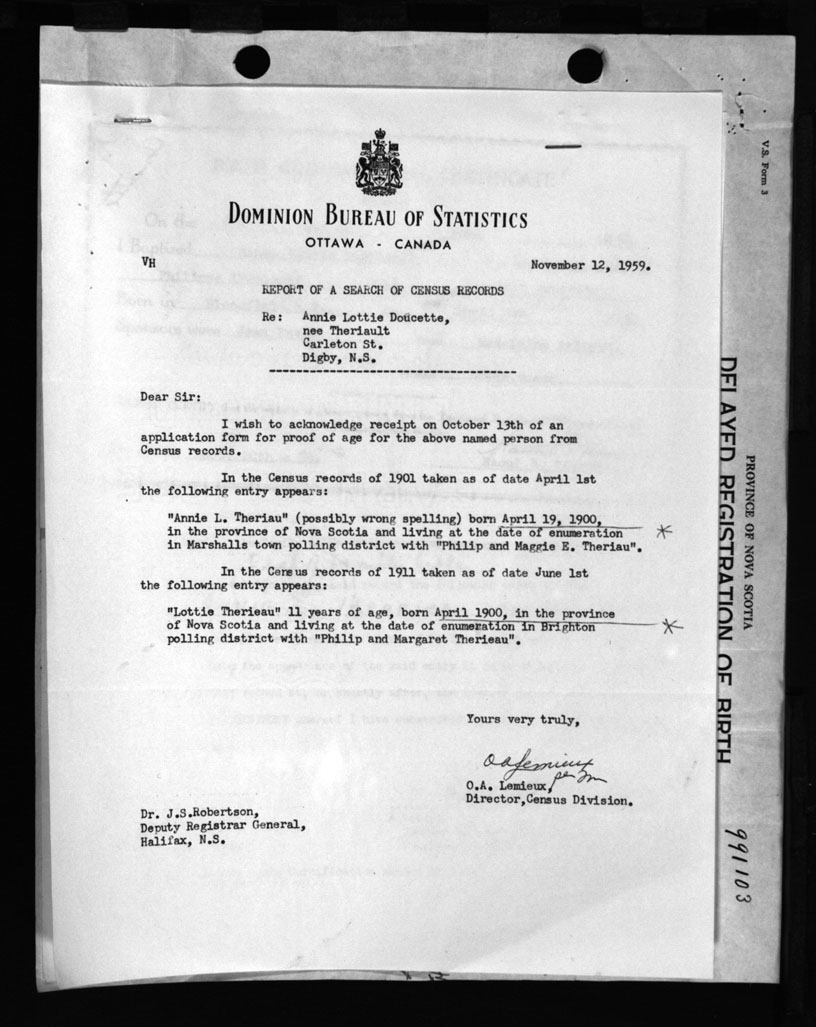 DOMINION BUREAU OF STATISTICS
OTTAWA - CANADA
VH
November 12, 1959.
REPORT OF A SEARCH OF CENSUS RECORDS
Re: Annie Lottie Doucette,
nee Theriault
Carleton St.
Digby, N.S.
Dear Sir:
I wish to acknowledge receipt on October 13th of an
application form for proof of age for the above named person from
Census records.
In the Census records of 1901 taken as of date April 1st
the following entry appears:
"Annie L. Theriau" (possibly wrong spelling) born April 19, 1900,
in the province of Nova Scotia and living at the date of enumeration
in Marshalls town polling district with "Philip and Maggie E. Theriau".
In the Census records of 1911 taken as of date June 1st
the following entry appears:
"Lottie Therieau" 11 years of age, born April 1900, in the province
of Nova Scotia and living at the date of enumeration in Brighton
polling district with "Philip and Margaret Therieau".
Yours very truly,
O A Lemieux
per
O.A. Lemieux,
Director,Census Division.
Dr. J.S.Robertson,
Deputy Registrar General,
Halifax, N.S.
V.S. Form 3
PROVINCE OF NOVA SCOTIA
DELAYED REGISTRATION OF BIRTH
991103